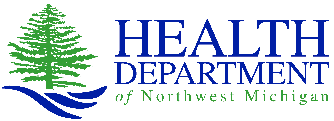 HEALTH
DEPARTMENT
of Northwest Michigan